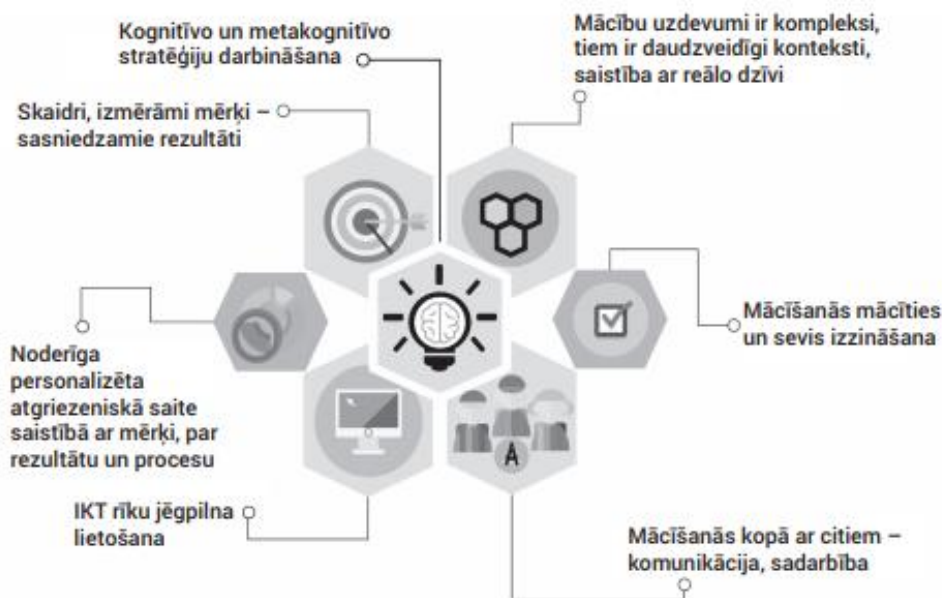 Kognitīvo un metakognitīvo
stratēģiju darbināšana
Mācību uzdevumi ir kompleksi,
tiem ir daudzveidīgi konteksti,
saistība ar reālo dzīvi
Skaidri, izmērāmi mērķi –
sasniedzamie rezultāti
Mācīšanās mācīties
un sevis izzināšana
Noderīga
personalizēta
atgriezeniskā saite
saistībā ar mērķi, par
rezultātu un procesu
IKT rīku jēgpilna
lietošana
Mācīšanās kopā ar citiem –
komunikācija, sadarbība
A